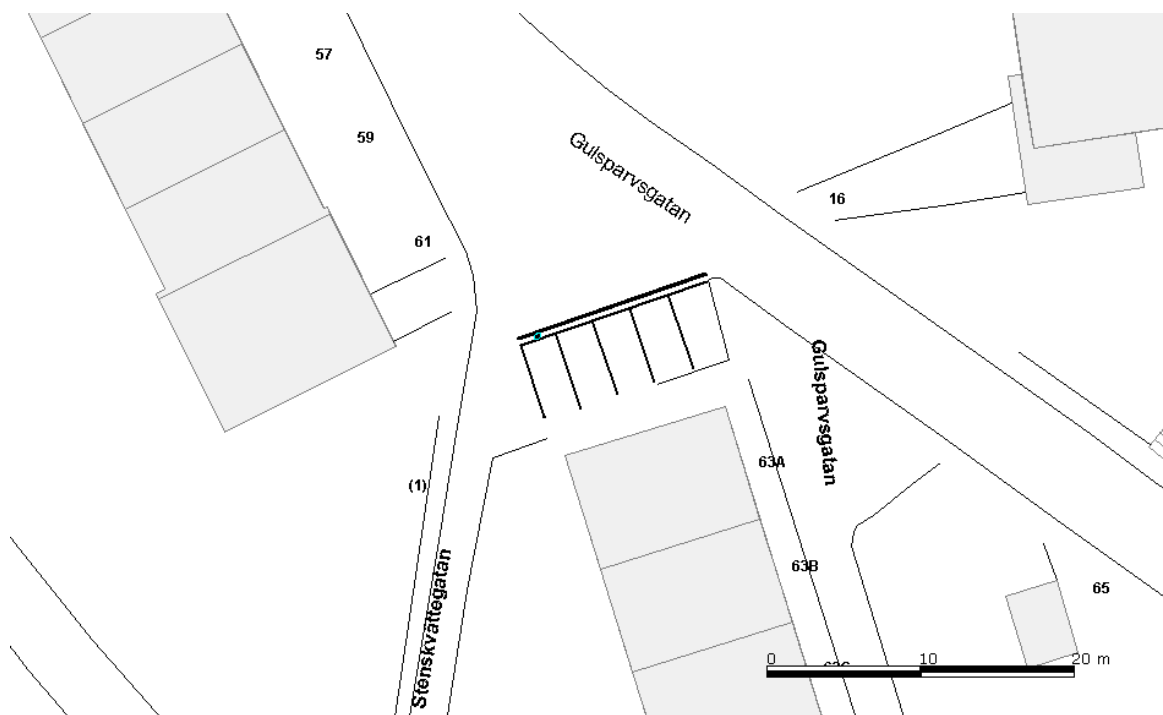 57
59
Gulsparvsgatan
16
61
Gulsparvsgatan
63A
(1)
63B
65
Stenskvättegatan
0 10 20 m